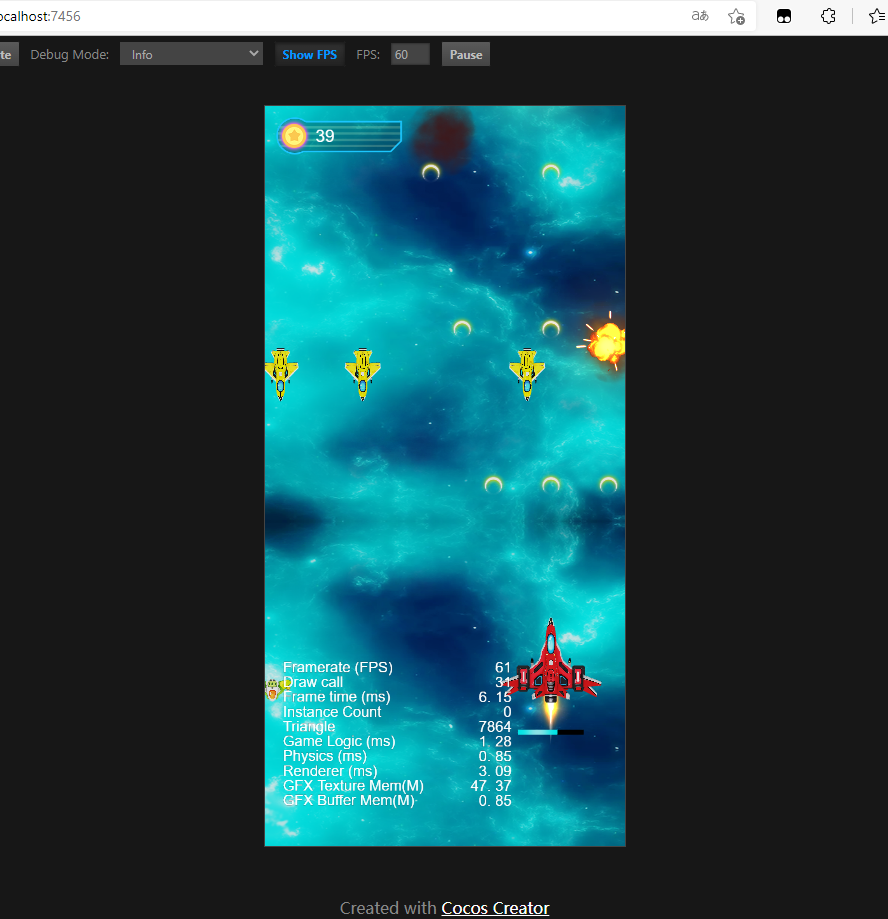 ocalhost:7456
aあ
te Debug Mode: Info Show FPS FPS: 60 Pause
39
Framerate (FPS) 61
Draw call 31
Frame time (ms) 6. 15
Instance Count 0
Triangle 7864
Game Logic (ms) 1. 28
Physics (ms) 0. 85
Renderer (ms) 3. 09
GFX Texture Mem(M) 47. 37
GFX Buffer Mem(M) 0. 85
Created with Cocos Creator